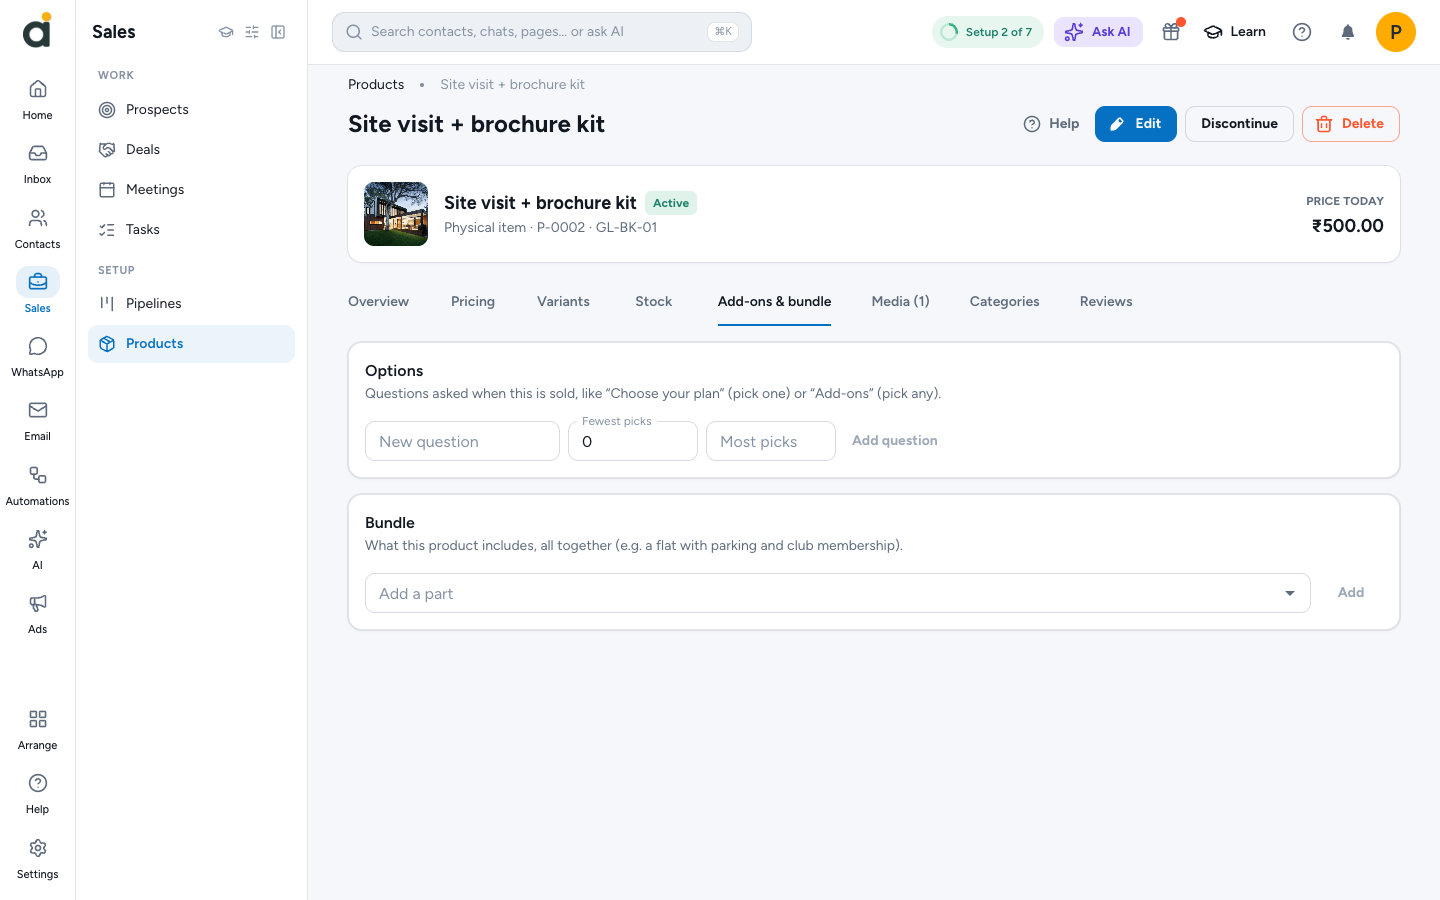 Sales
Search contacts, chats, pages... or ask AI
⌘K
Setup 2 of 7
Ask AI
Learn
P
Home
Inbox
Contacts
Sales
WhatsApp
Email
Automations
AI
Ads
Arrange
Help
Settings
WORK
Prospects
Deals
Meetings
Tasks
SETUP
Pipelines
Products
Products • Site visit + brochure kit
Site visit + brochure kit
Help
Edit
Discontinue
Delete
Site visit + brochure kit
Active
Physical item · P-0002 · GL-BK-01
PRICE TODAY
₹500.00
Overview
Pricing
Variants
Stock
Add-ons & bundle
Media (1)
Categories
Reviews
Options
Questions asked when this is sold, like “Choose your plan” (pick one) or “Add-ons” (pick any).
New question
Fewest picks
0
Most picks
Add question
Bundle
What this product includes, all together (e.g. a flat with parking and club membership).
Add a part
Add